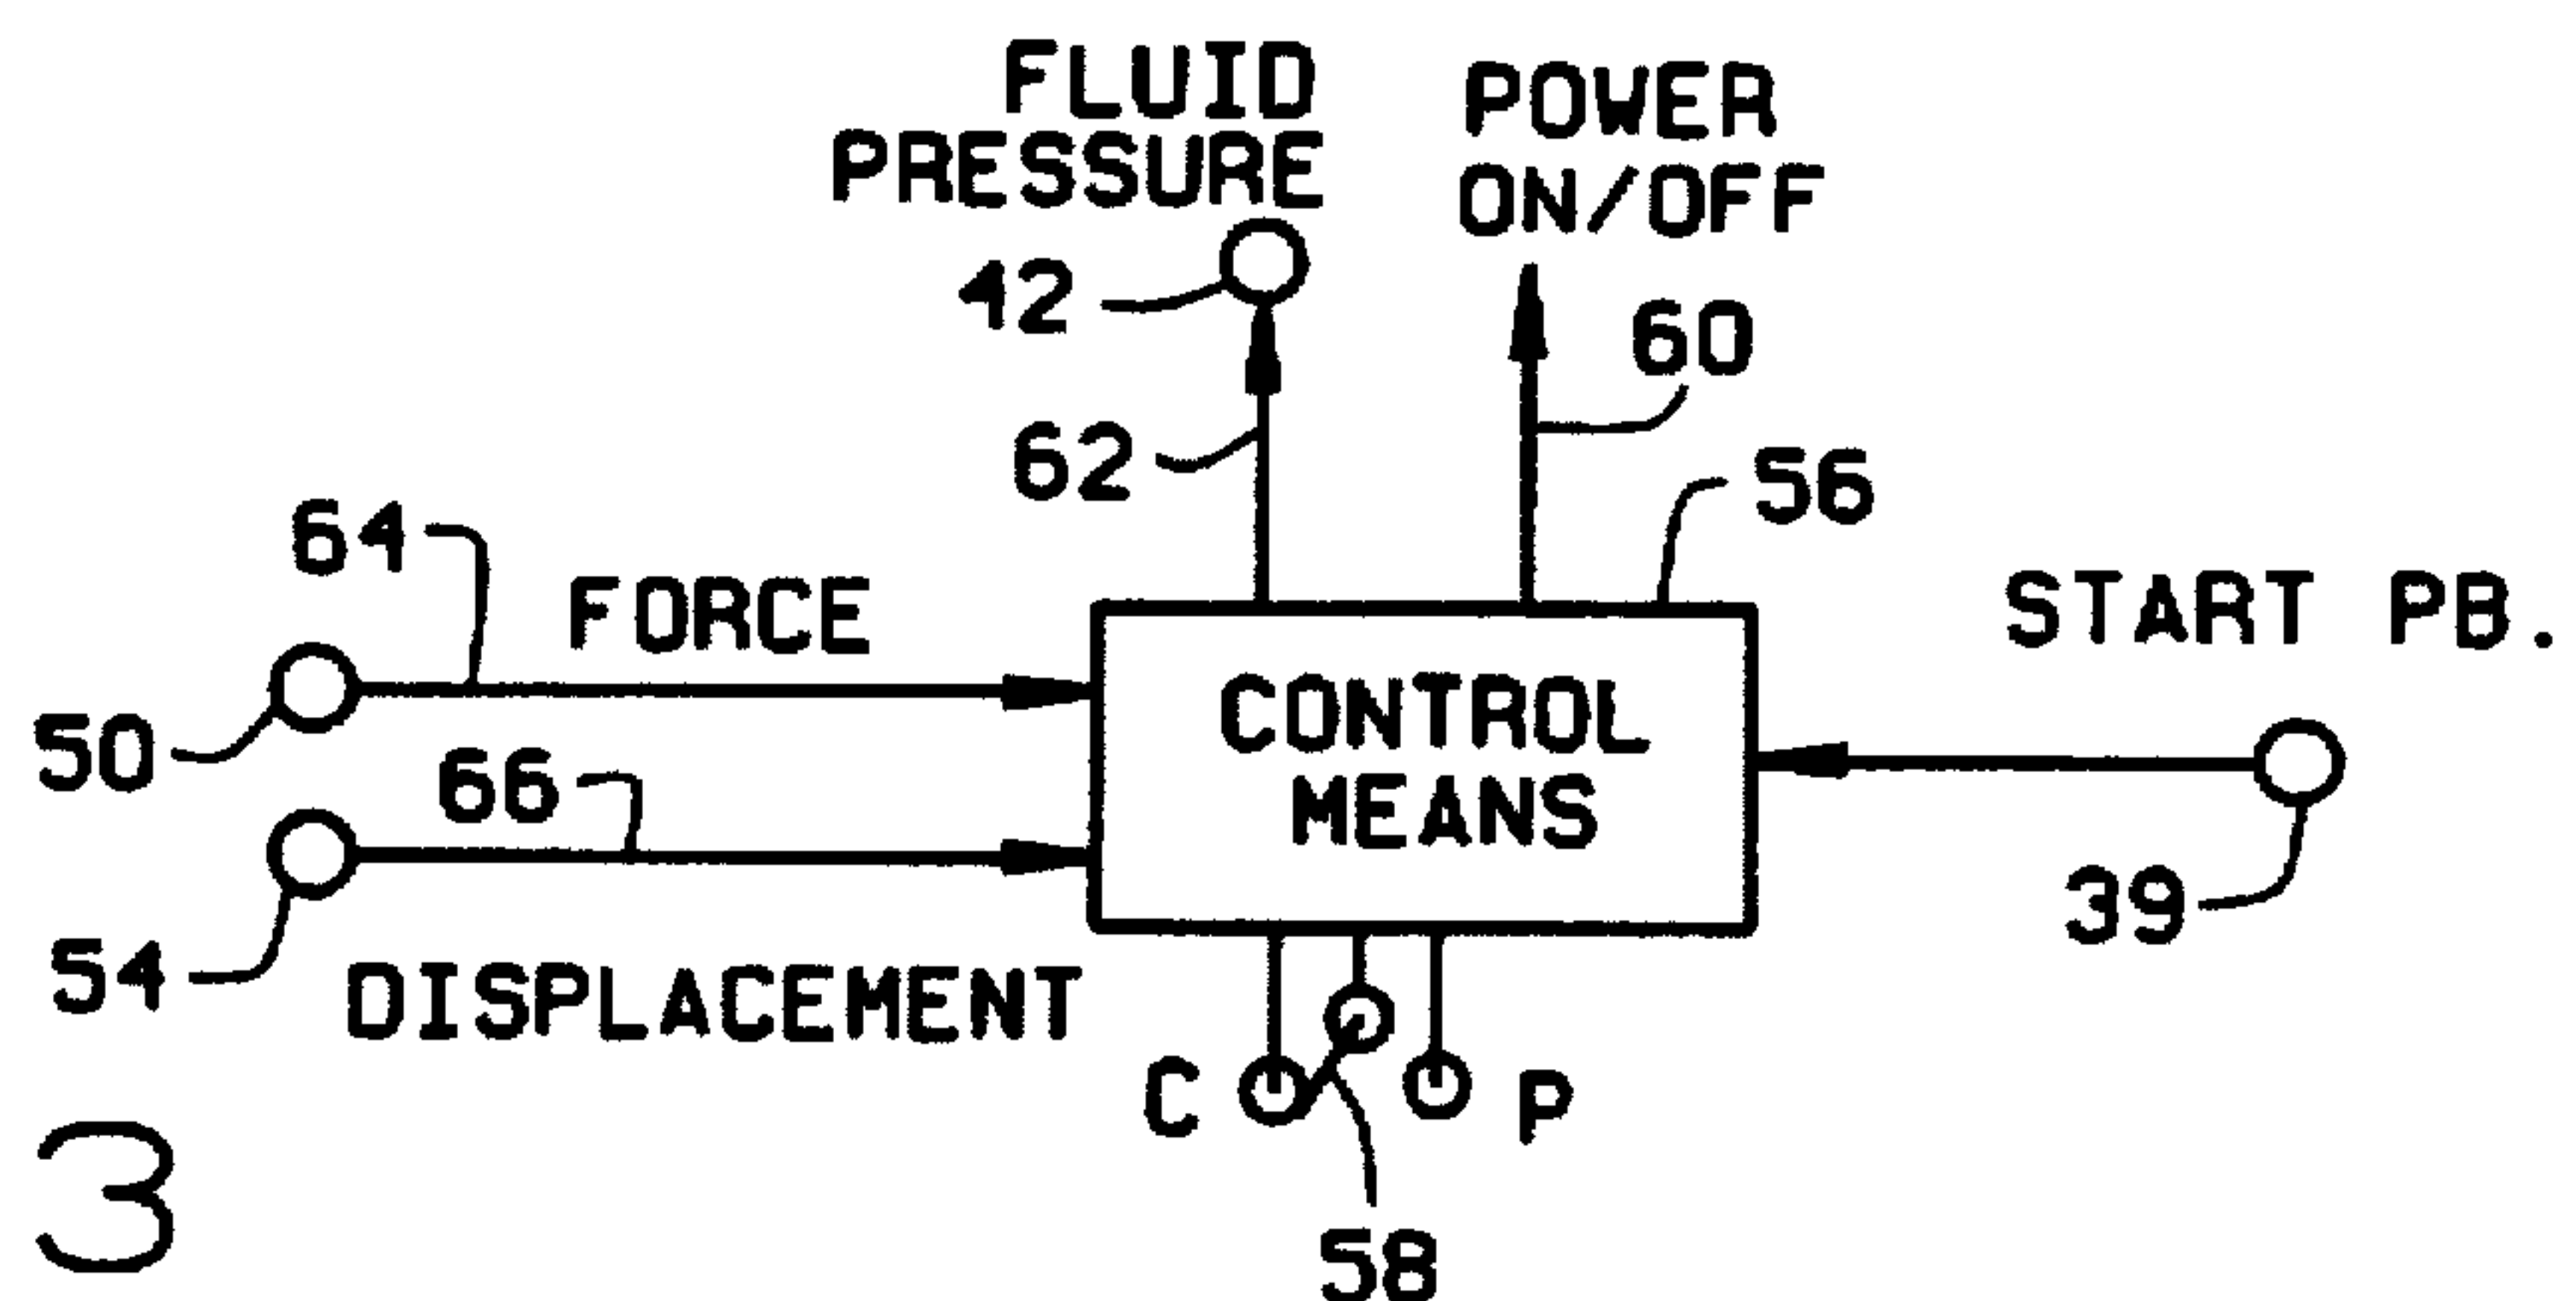 FLUID
PRESSURE
POWER
ON/OFF
42
60
62
56
64
FORCE
START PB.
50
CONTROL
MEANS
66
39
54
DISPLACEMENT
C
P
3
58